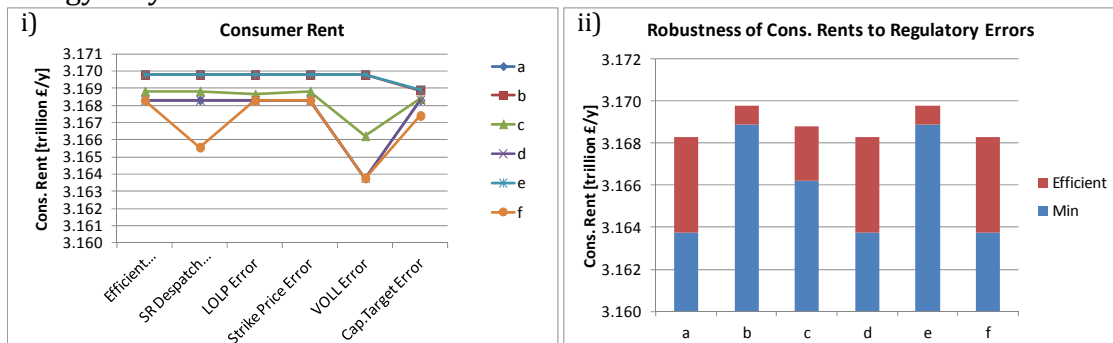 i)
Consumer Rent
Cons. Rent [trillion £/y]
3.171
3.170
3.169
3.168
3.167
3.166
3.165
3.164
3.163
3.162
3.161
3.160
Efficient...
SR Despatch...
LOLP Error
Strike Price Error
VOLL Error
Cap.Target Error
a
b
c
d
e
f
ii)
Robustness of Cons. Rents to Regulatory Errors
Cons. Rent [trillion £/y]
3.172
3.170
3.168
3.166
3.164
3.162
3.160
a b c d e f
Efficient
Min